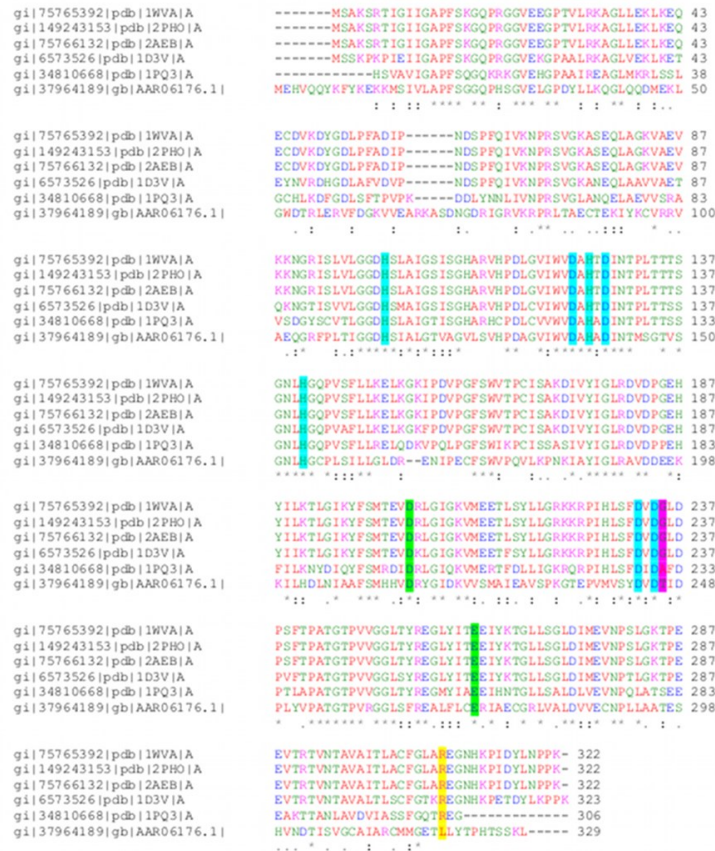 gi|75765392|pdb|1WVA|A -------MSAKSRTIGIIGAPFSKGQPRGGVEEGPTVLRKAGLLEKLKEQ 43
gi|149243153|pdb|2PHO|A -------MSAKSRTIGIIGAPFSKGQPRGGVEEGPTVLRKAGLLEKLKEQ 43
gi|75766132|pdb|2AEB|A -------MSAKSRTIGIIGAPFSKGQPRGGVEEGPTVLRKAGLLEKLKEQ 43
gi|6573526|pdb|1D3V|A -------MSSKPKPIEIIGAPFSKGQPRGGVEKGPAALRKAGLVEKLKET 43
gi|34810668|pdb|1PQ3|A ------------HSVAVIGAPFSQGQKRKGVEHGPAAIREAGLMKRLSSL 38
gi|37964189|gb|AAR06176.1| MEHVQQYKFYKEKKMSIVLAPFSGGQPHSGVELGPDYLLKQGLQQDMEKL 50
gi|75765392|pdb|1WVA|A ECDVKDYGDLPFADIP------NDSPFQIVKNPRSVGKASEQLAGKVAEV 87
gi|149243153|pdb|2PHO|A ECDVKDYGDLPFADIP------NDSPFQIVKNPRSVGKASEQLAGKVAEV 87
gi|75766132|pdb|2AEB|A ECDVKDYGDLPFADIP------NDSPFQIVKNPRSVGKASEQLAGKVAEV 87
gi|6573526|pdb|1D3V|A EYNVRDHGDLAFVDVP------NDSPFQIVKNPRSVGKANEQLAAVVAET 87
gi|34810668|pdb|1PQ3|A GCHLKDFGDLSFTPVPK-----DDLYNNLIVNPRSVGLANQELAEVVSRA 83
gi|37964189|gb|AAR06176.1| GWDTRLERVFDGKVVEARKASDNGDRIGRVKRPRLTAECTEKIYKCVRRV 100
gi|75765392|pdb|1WVA|A KKNGRISLVLGGDHSLAIGSISGHARVHPDLGVIWVDAHTDINTPLTTTS 137
gi|149243153|pdb|2PHO|A KKNGRISLVLGGDHSLAIGSISGHARVHPDLGVIWVDAHTDINTPLTTTS 137
gi|75766132|pdb|2AEB|A KKNGRISLVLGGDHSLAIGSISGHARVHPDLGVIWVDAHTDINTPLTTTS 137
gi|6573526|pdb|1D3V|A QKNGTISVVLGGDHSMAIGSISGHARVHPDLCVIWVDAHTDINTPLTTSS 137
gi|34810668|pdb|1PQ3|A VSDGYSCVTLGGDHSLAIGTISGHARHCPDLCVVWVDAHADINTPLTTSS 133
gi|37964189|gb|AAR06176.1| AEQGRFPLTIGGDHSIALGTVAGVLSVHPDAGVIWVDAHADINTMSGTVS 150
gi|75765392|pdb|1WVA|A GNLHGQPVSFLLKELKGKIPDVPGFSWVTPCISAKDIVYIGLRDVDPGEH 187
gi|149243153|pdb|2PHO|A GNLHGQPVSFLLKELKGKIPDVPGFSWVTPCISAKDIVYIGLRDVDPGEH 187
gi|75766132|pdb|2AEB|A GNLHGQPVSFLLKELKGKIPDVPGFSWVTPCISAKDIVYIGLRDVDPGEH 187
gi|6573526|pdb|1D3V|A GNLHGQPVAFLLKELKGKFPDVPGFSWVTPCISAKDIVYIGLRDVDPGEH 187
gi|34810668|pdb|1PQ3|A GNLHGQPVSFLLRELQDKVPQLPGFSWIKPCISSASIVYIGLRDVDPPEH 183
gi|37964189|gb|AAR06176.1| GNLHGCPLSILLGLDR--ENIPECFSWVPQVLKPNKIAYIGLRAVDDEEK 198
gi|75765392|pdb|1WVA|A YILKTLGIKYFSMTEVDRLGIGKVMEETLSYLLGRKKRPIHLSFDVDGLD 237
gi|149243153|pdb|2PHO|A YILKTLGIKYFSMTEVDRLGIGKVMEETLSYLLGRKKRPIHLSFDVDGLD 237
gi|75766132|pdb|2AEB|A YILKTLGIKYFSMTEVDRLGIGKVMEETLSYLLGRKKRPIHLSFDVDGLD 237
gi|6573526|pdb|1D3V|A YIIKTLGIKYFSMTEVDKLGIGKVMEETFSYLLGRKKRPIHLSFDVDGLD 237
gi|34810668|pdb|1PQ3|A FILKNYDIQYFSMRDIDRLGIQKVMERTFDLLIGKRQRPIHLSFDIDAFD 233
gi|37964189|gb|AAR06176.1| KILHDLNIAAFSMHHVDRYGIDKVVSMAIEAVSPKGTEPVMVSYDVDTID 248
gi|75765392|pdb|1WVA|A PSFTPATGTPVVGGLTYREGLYITEEIYKTGLLSGLDIMEVNPSLGKTPE 287
gi|149243153|pdb|2PHO|A PSFTPATGTPVVGGLTYREGLYITEEIYKTGLLSGLDIMEVNPSLGKTPE 287
gi|75766132|pdb|2AEB|A PSFTPATGTPVVGGLTYREGLYITEEIYKTGLLSGLDIMEVNPSLGKTPE 287
gi|6573526|pdb|1D3V|A PVFTPATGTPVVGGLSYREGLYITEEIYKTGLLSGLDIMEVNPTLGKTPE 287
gi|34810668|pdb|1PQ3|A PTLAPATGTPVRGGLTYREGMYIAEEIHNTGLLSALDLVEVNPQLATSEE 283
gi|37964189|gb|AAR06176.1| PLYVPATGTPVRGGLSFREALFLCERIAECGRLVALDVVECNPLLAATES 298
gi|75765392|pdb|1WVA|A EVTRTVNTAVAITLACFGLAREGNHKPIDYLNPPK- 322
gi|149243153|pdb|2PHO|A EVTRTVNTAVAITLACFGLAREGNHKPIDYLNPPK- 322
gi|75766132|pdb|2AEB|A EVTRTVNTAVAITLACFGLAREGNHKPIDYLNPPK- 322
gi|6573526|pdb|1D3V|A EVTRTVNTAVALTLSCFGTKREGNHKPETDYLKPPK 323
gi|34810668|pdb|1PQ3|A EAKTTANLAVDVIASSFGQTREG------------- 306
gi|37964189|gb|AAR06176.1| HVNDTISVGCAIARCMMGETLLYTPHTSSKL----- 329